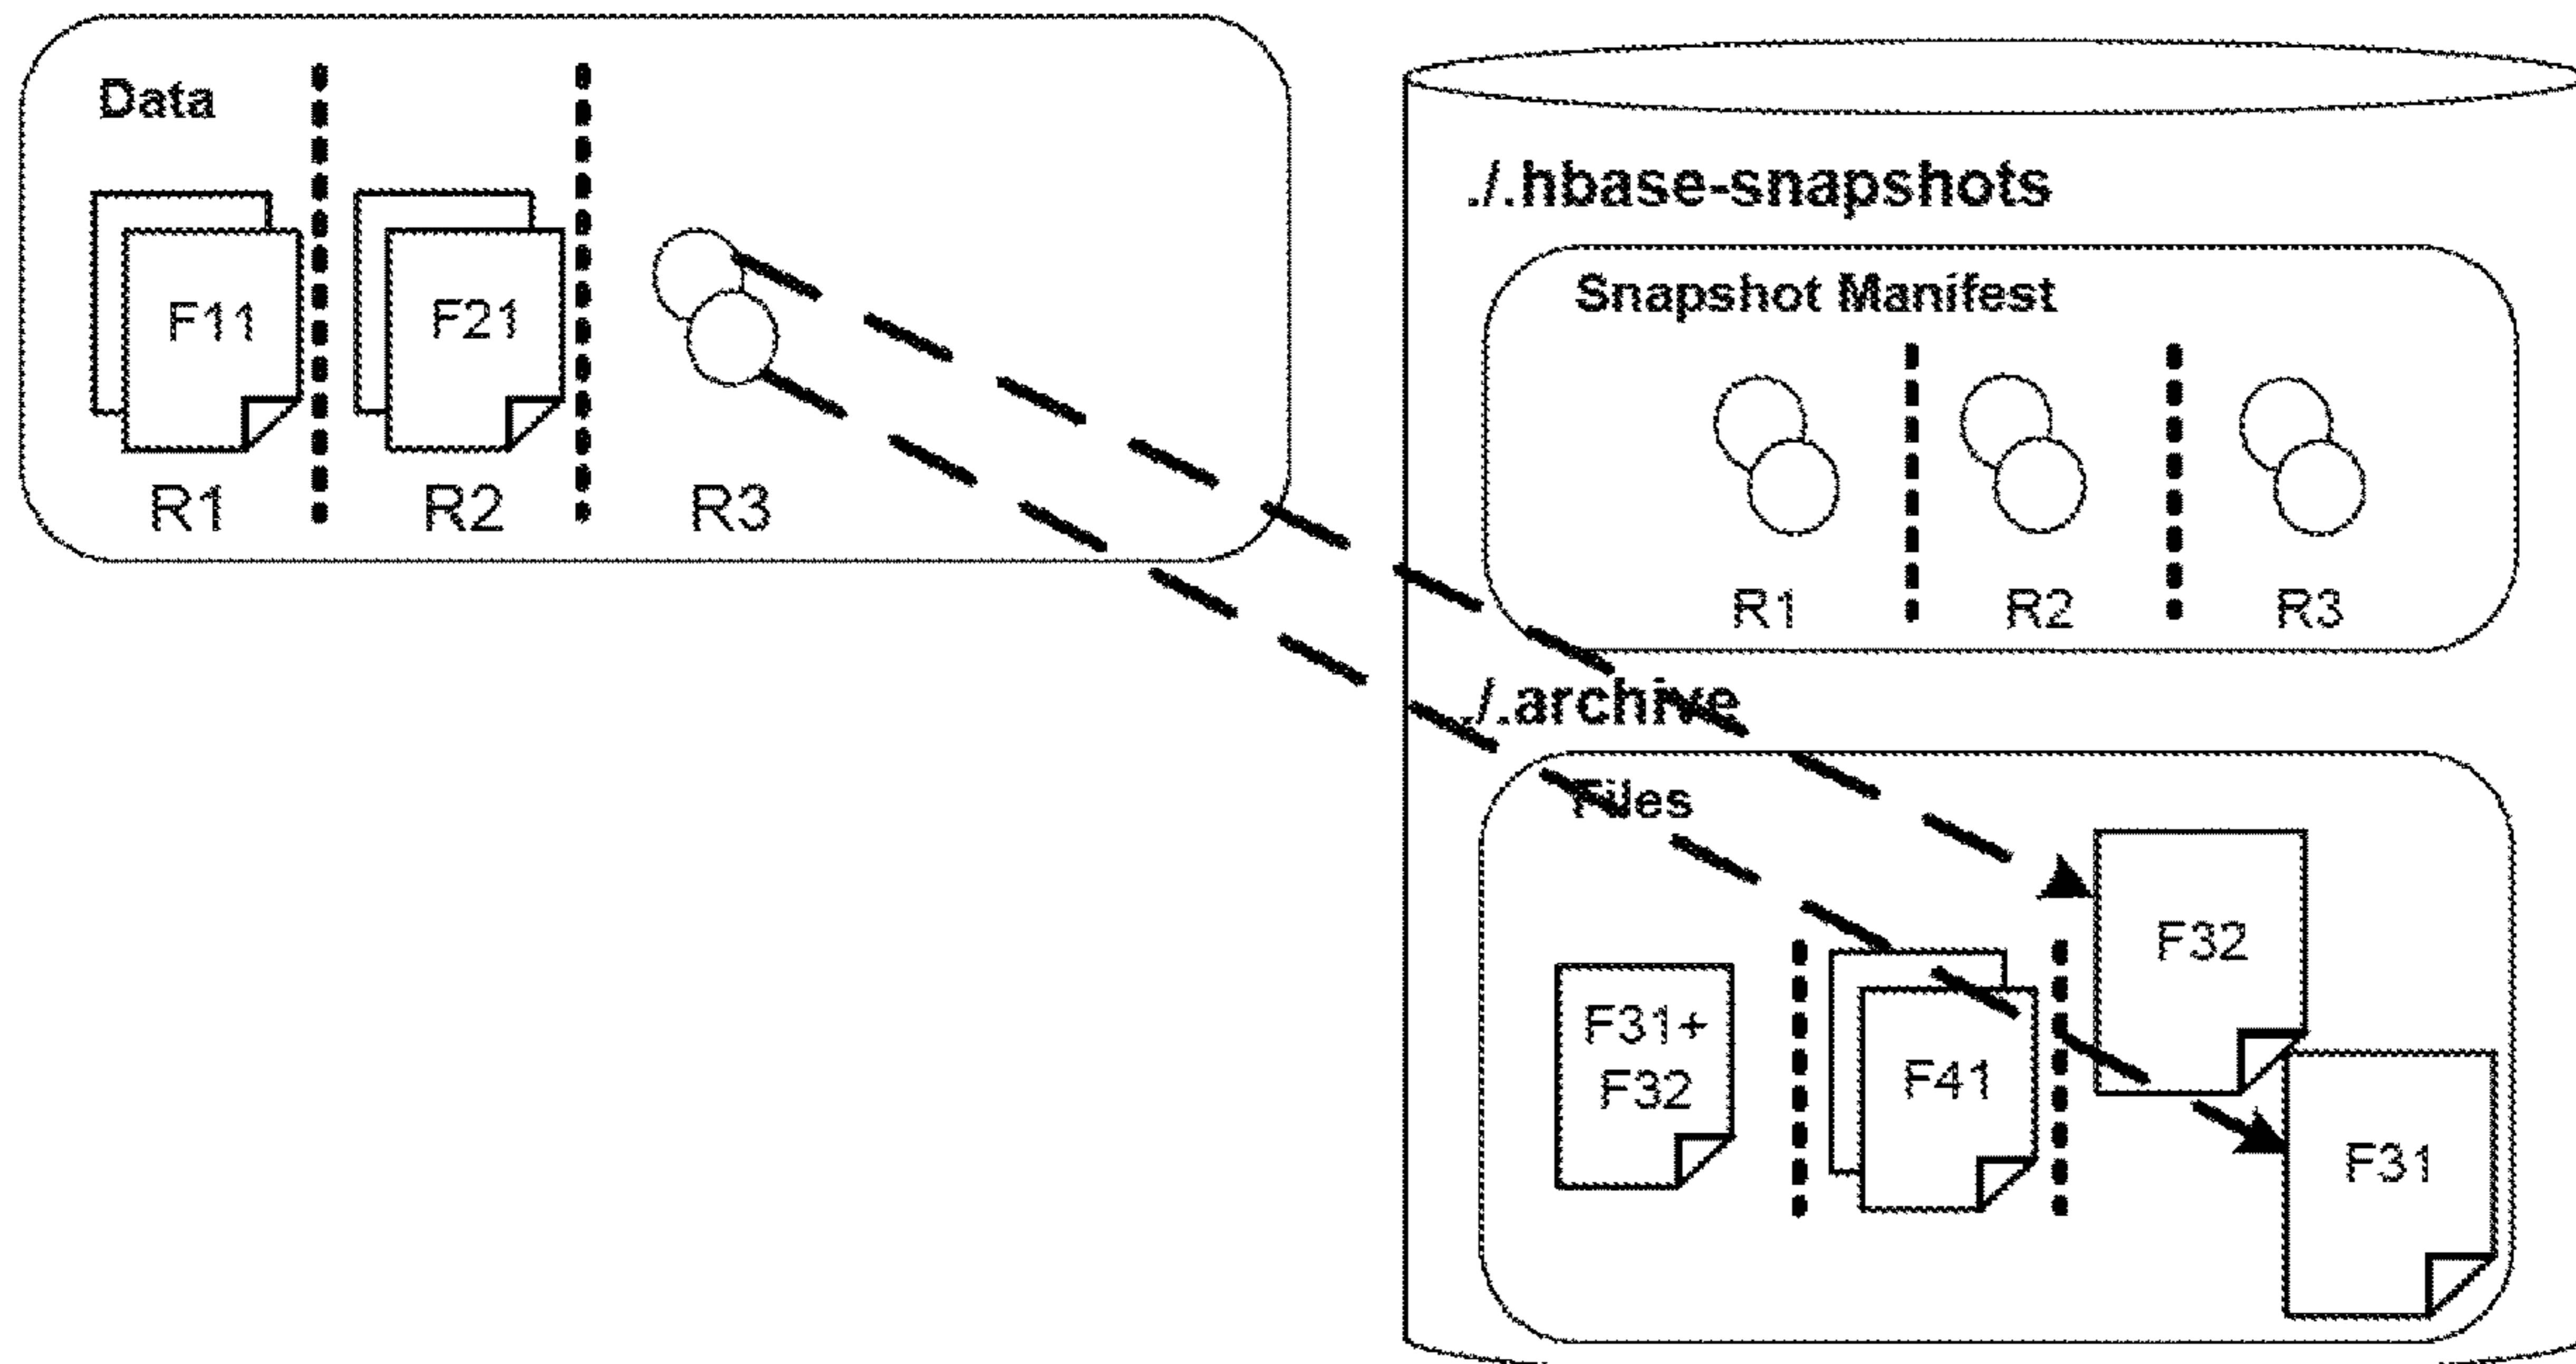 Data
F11
F21
R1
R2
R3
./.hbase-snapshots
Snapshot Manifest
R1
R2
R3
./.archive
Files
F32
F31+
F32
F41
F31